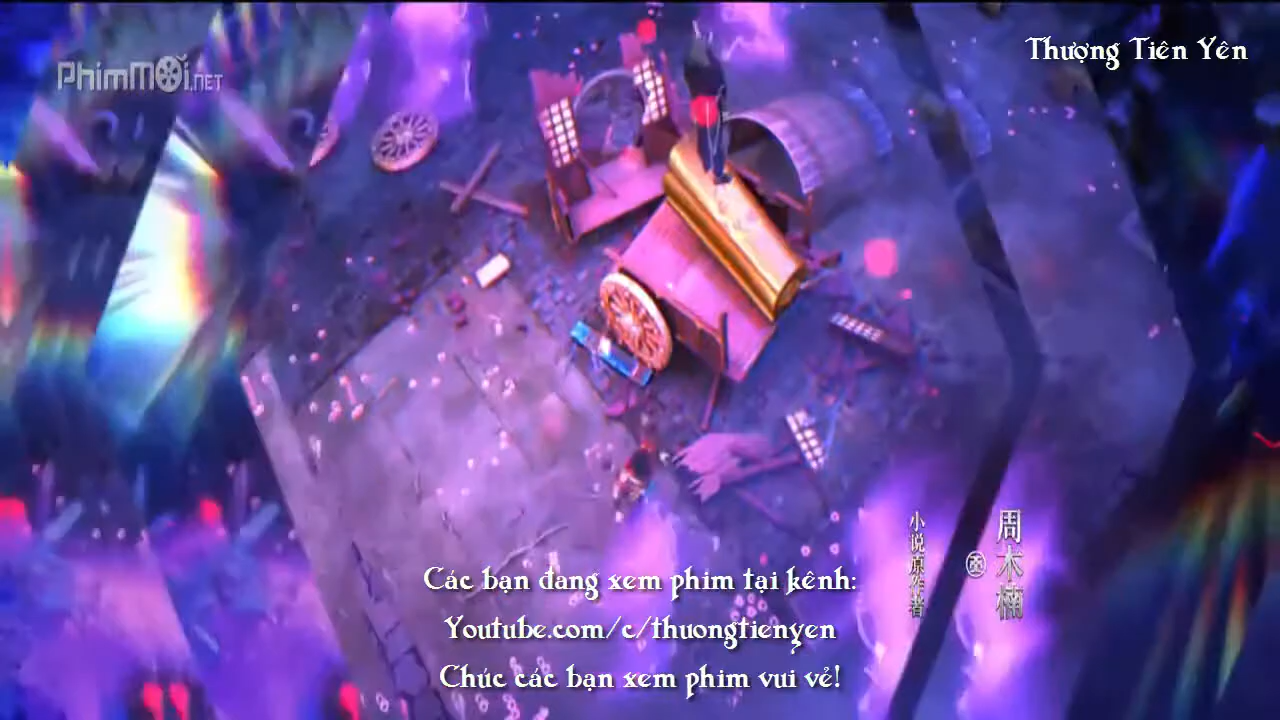 PhimMỚi.NET
Thượng Tiên Yên
周木楠
小说原作者
Các bạn đang xem phim tại kênh:
Youtube.com/c/thuongtienyen
Chúc các bạn xem phim vui vẻ!